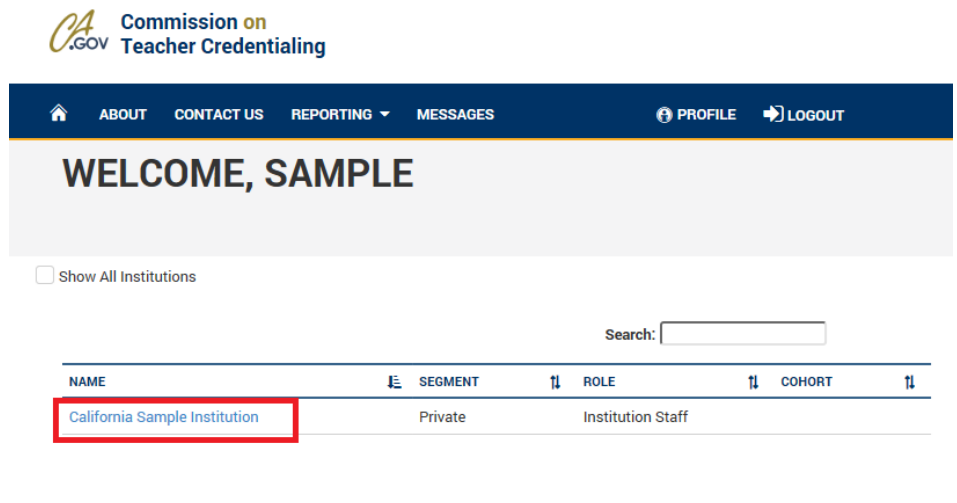 CA.GOV Commission on
Teacher Credentialing
ABOUT CONTACT US REPORTING MESSAGES PROFILE LOGOUT
WELCOME, SAMPLE
Show All Institutions
Search:
NAME SEGMENT ROLE COHORT
California Sample Institution Private Institution Staff